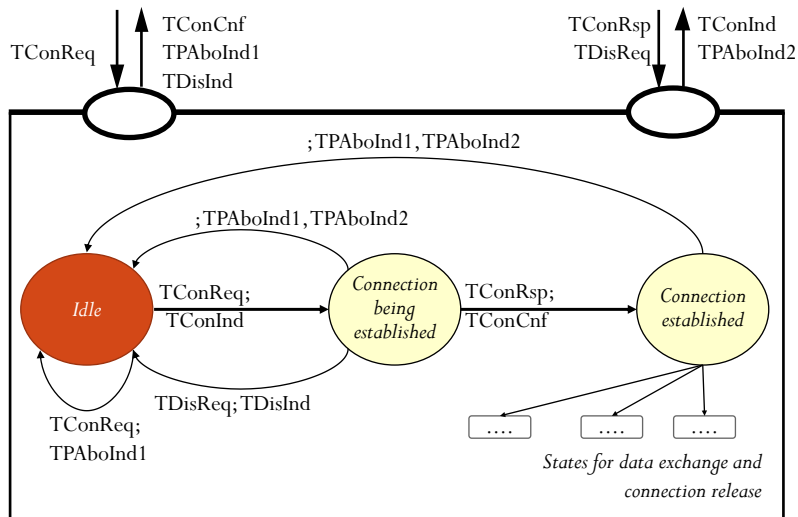 TConReq
TConCnf
TPAboInd1
TDisInd
TConRsp
TDisReq
TConInd
TPAboInd2
;TPAboInd1,TPAboInd2
;TPAboInd1,TPAboInd2
Idle
TConReq;
TConInd
Connection
being
established
TConRsp;
TConCnf
Connection
established
TDisReq;TDisInd
TConReq;
TPAboInd1
....
....
....
States for data exchange and
connection release